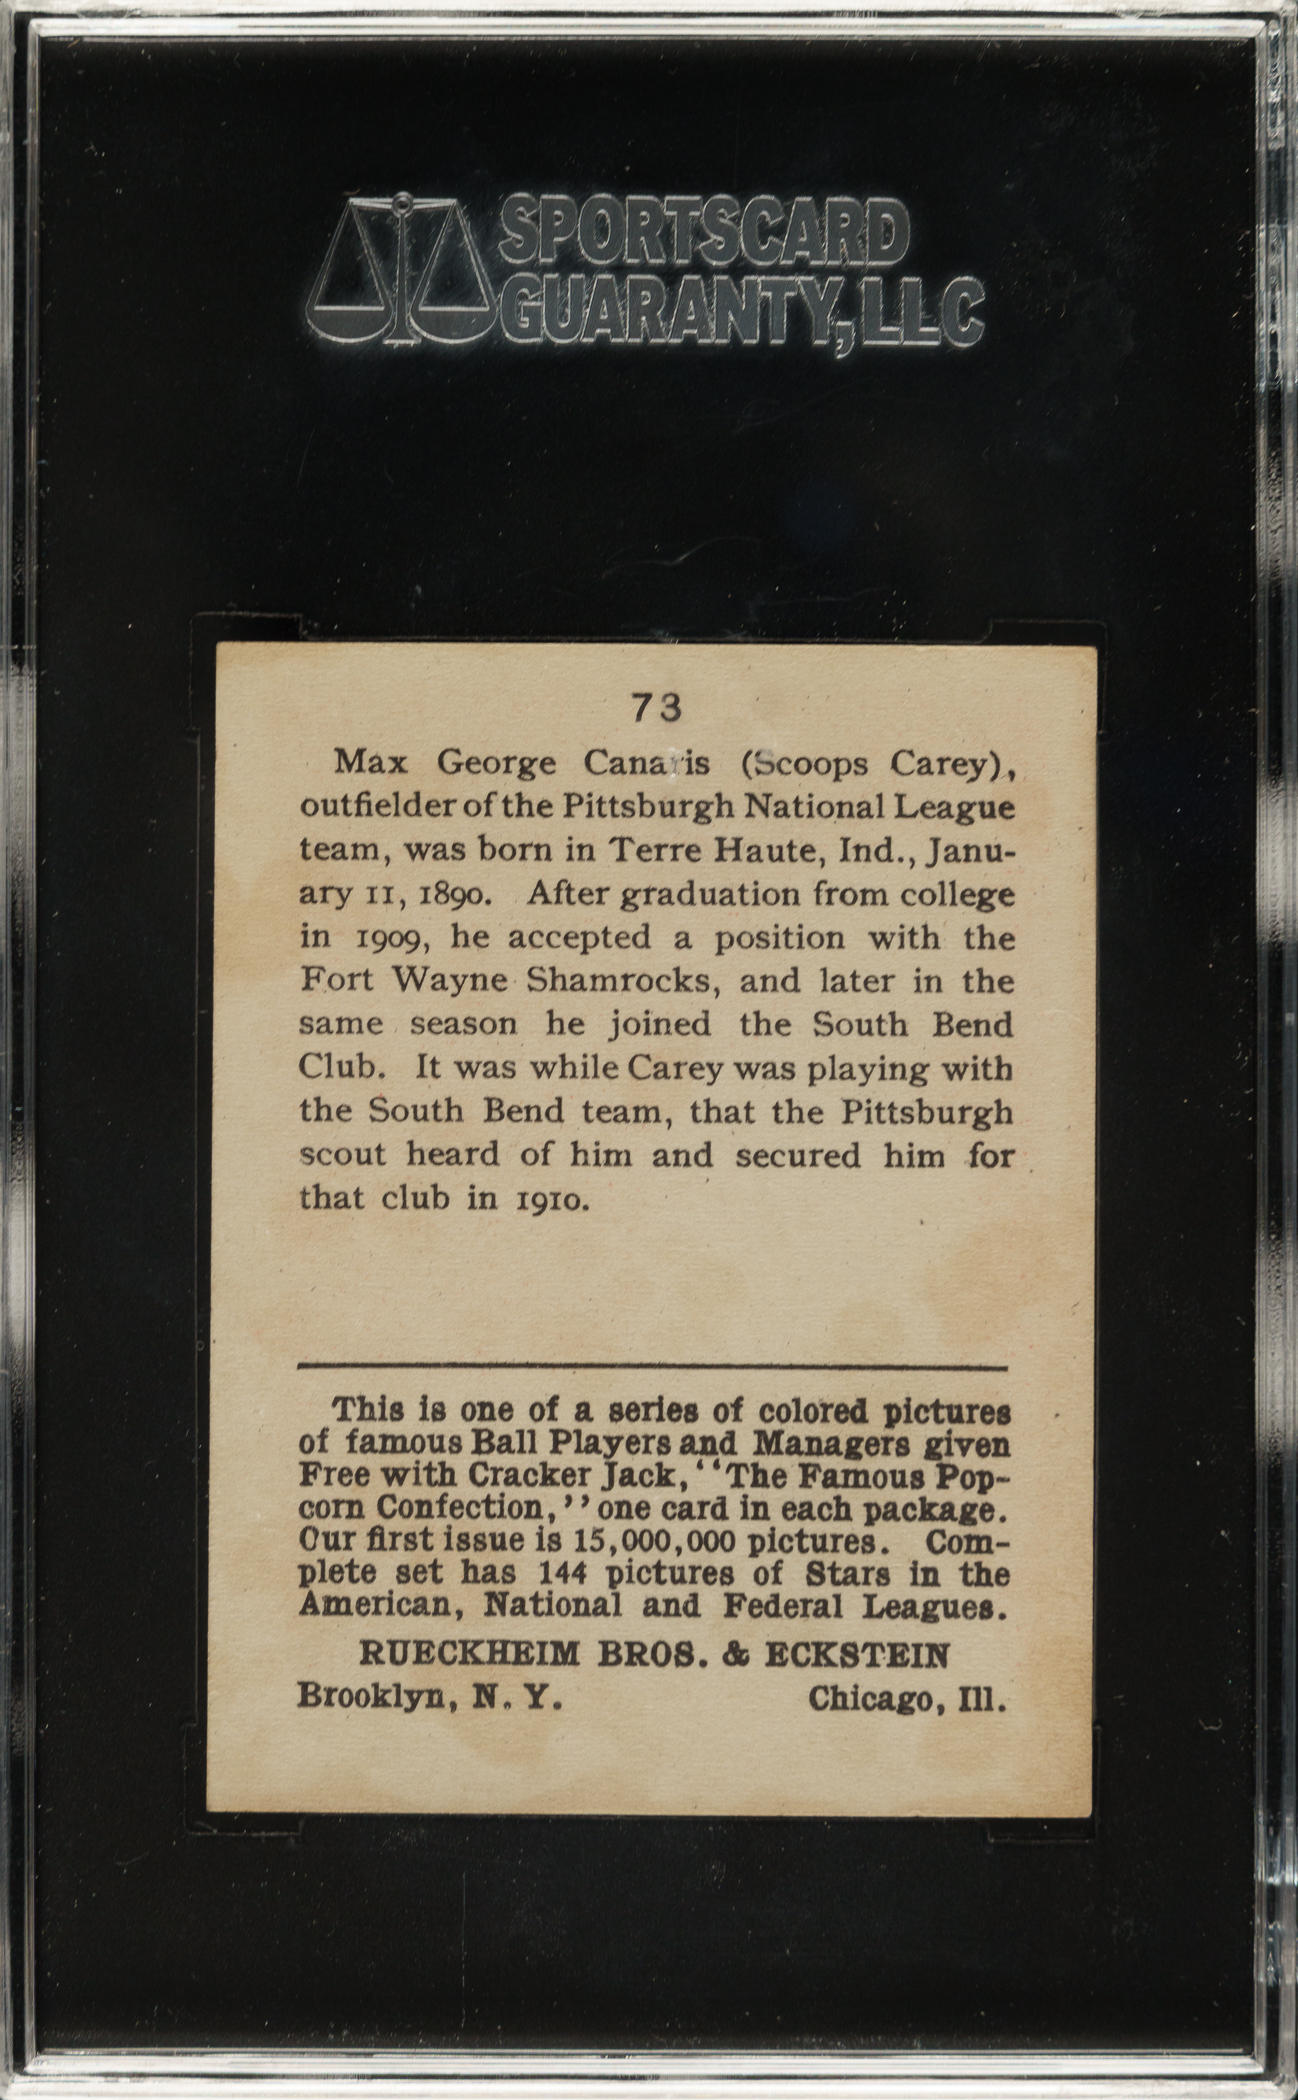 SPORTSCARD
GUARANTY, LLC
73
Max George Canaris (Scoops Carey),
outfielder of the Pittsburgh National League
team, was born in Terre Haute, Ind., Janu-
ary 11, 1890. After graduation from college
in 1909, he accepted a position with the
Fort Wayne Shamrocks, and later in the
same season he joined the South Bend
Club. It was while Carey was playing with
the South Bend team, that the Pittsburgh
scout heard of him and secured him for
that club in 1910.
This is one of a series of colored pictures
of famous Ball Players and Managers given
Free with Cracker Jack, ‘‘The Famous Pop-
corn Confection,’’ one card in each package.
Our first issue is 15,000,000 pictures. Com-
plete set has 144 pictures of Stars in the
American, National and Federal Leagues.
RUECKHEIM BROS. & ECKSTEIN
Brooklyn, N. Y. Chicago, Ill.